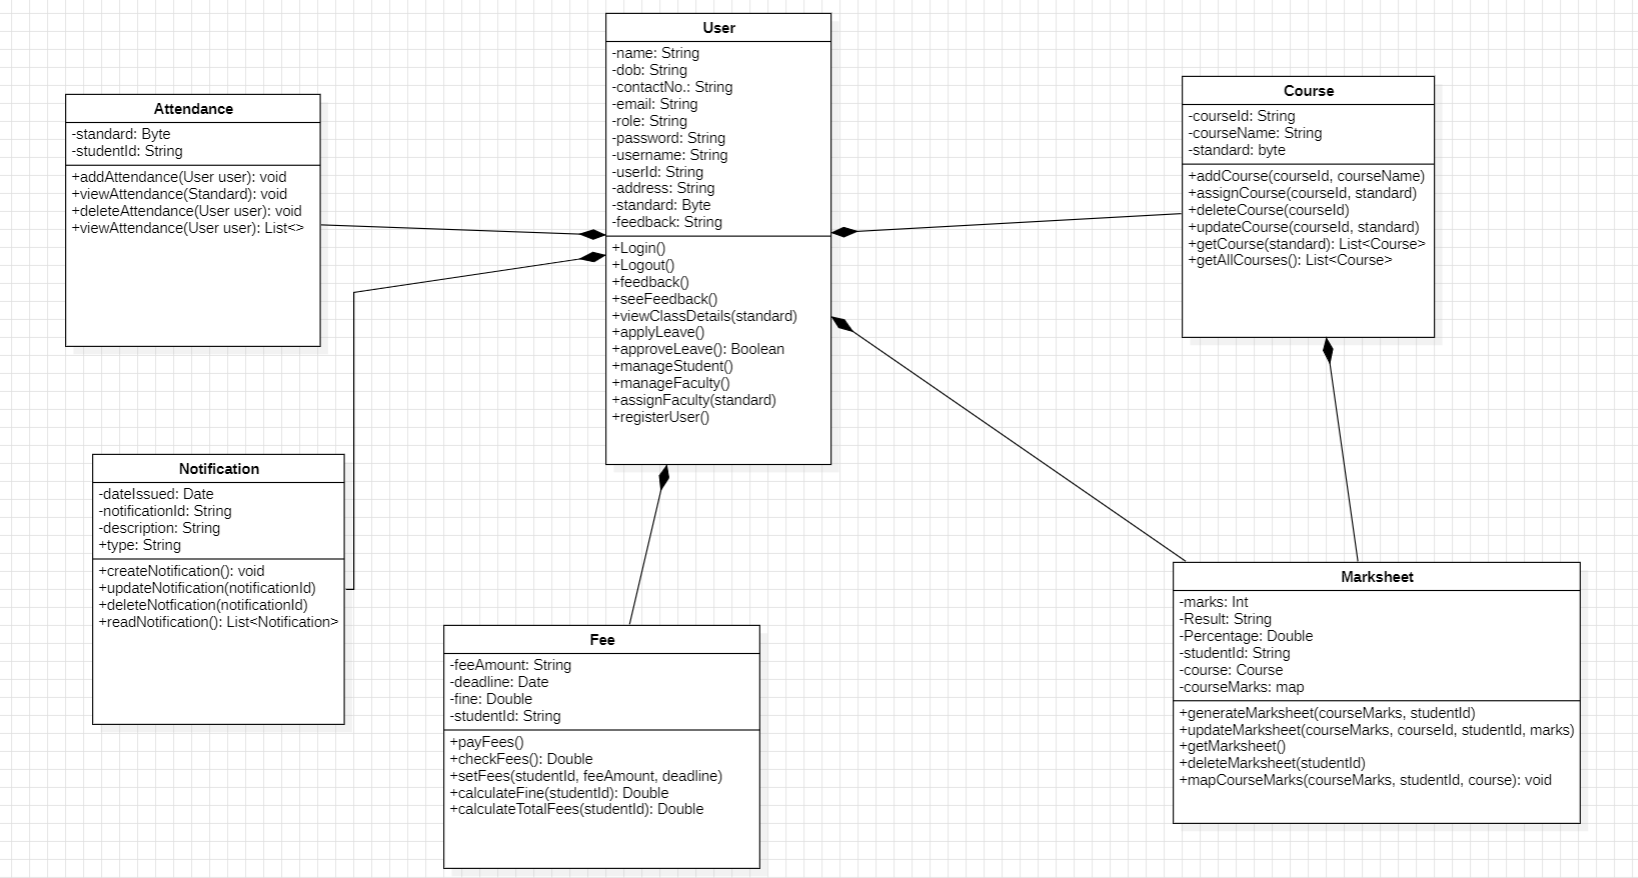 User
-name: String
-dob: String
-contactNo.: String
-email: String
-role: String
-password: String
-username: String
-userId: String
-address: String
-standard: Byte
-feedback: String
+Login()
+Logout()
+feedback()
+seeFeedback()
+viewClassDetails(standard)
+applyLeave()
+approveLeave(): Boolean
+manageStudent()
+manageFaculty()
+assignFaculty(standard)
+registerUser()
Attendance
-standard: Byte
-studentId: String
+addAttendance(User user): void
+viewAttendance(Standard): void
+deleteAttendance(User user): void
+viewAttendance(User user): List<>
Course
-courseId: String
-courseName: String
-standard: byte
+addCourse(courseId, courseName)
+assignCourse(courseId, standard)
+deleteCourse(courseId)
+updateCourse(courseId, standard)
+getCourse(standard): List<Course>
+getAllCourses(): List<Course>
Notification
-dateIssued: Date
-notificationId: String
-description: String
+type: String
+createNotification(): void
+updateNotification(notificationId)
+deleteNotfication(notificationId)
+readNotification(): List<Notification>
Fee
-feeAmount: String
-deadline: Date
-fine: Double
-studentId: String
+payFees()
+checkFees(): Double
+setFees(studentId, feeAmount, deadline)
+calculateFine(studentId): Double
+calculateTotalFees(studentId): Double
Marksheet
-marks: Int
-Result: String
-Percentage: Double
-studentId: String
-course: Course
-courseMarks: map
+generateMarksheet(courseMarks, studentId)
+updateMarksheet(courseMarks, courseId, studentId, marks)
+getMarksheet()
+deleteMarksheet(studentId)
+mapCourseMarks(courseMarks, studentId, course): void